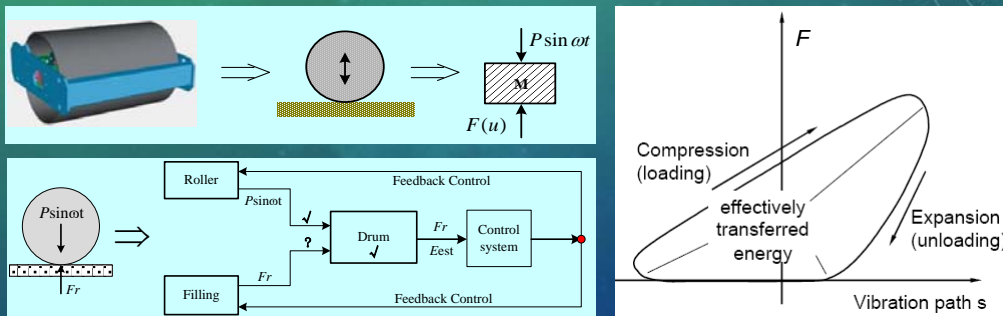 P sin ωt
M
F(u)
Psinωt
Fr
Roller
Feedback Control
Psinωt
√
?
Drum
√
Fr
Eest
Control
system
Fr
Filling
Feedback Control
F
Compression
(loading)
effectively
transferred
energy
Expansion
(unloading)
Vibration path s